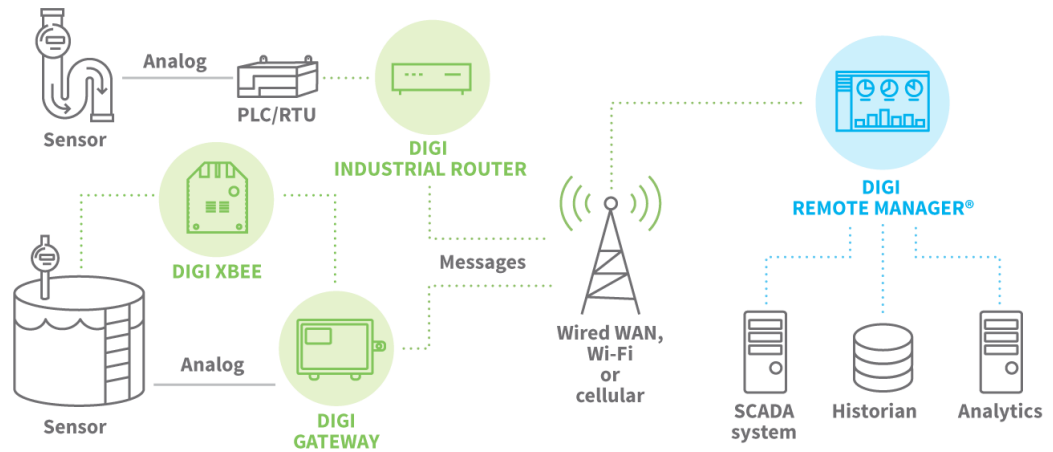 Analog
PLC/RTU
Sensor
DIGI
INDUSTRIAL ROUTER
DIGI
REMOTE MANAGER®
DIGI XBEE
Messages
Wired WAN,
Wi-Fi
or
cellular
Analog
Sensor
DIGI
GATEWAY
SCADA
system
Historian
Analytics